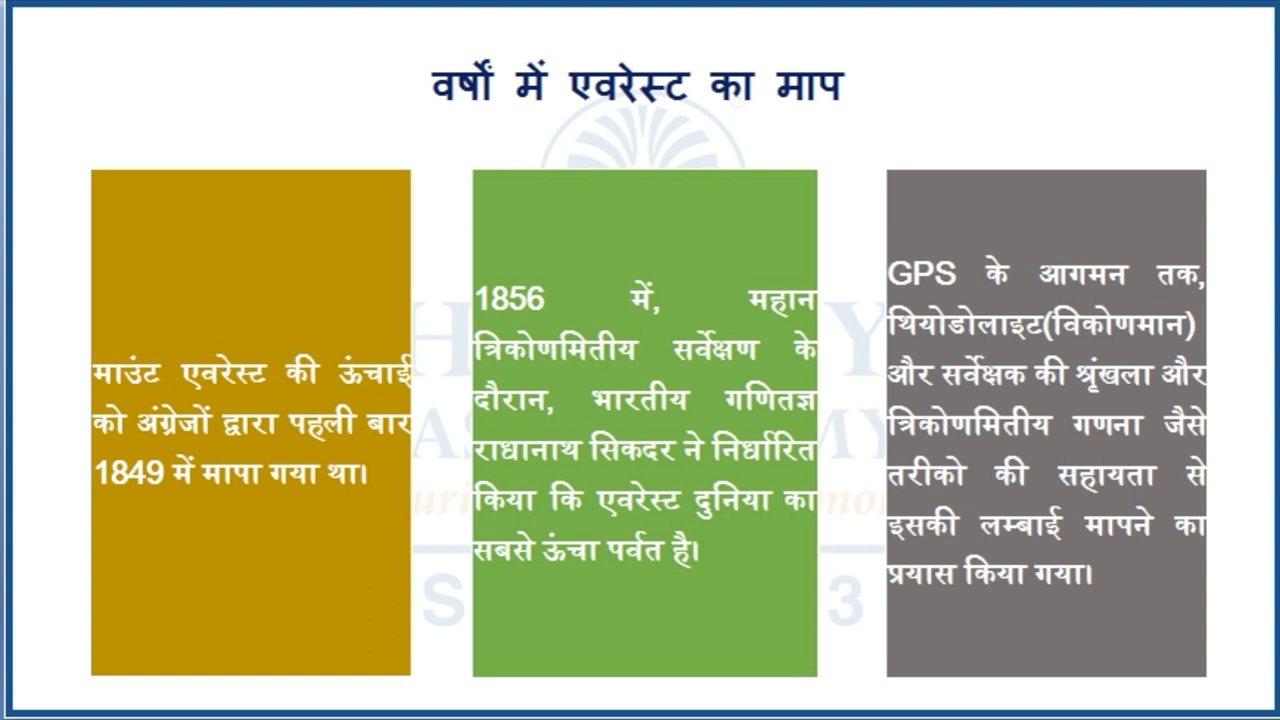 वर्षों में एवरेस्ट का माप
माउंट एवरेस्ट की ऊंचाई
को अंग्रेजों द्वारा पहली बार
1849 में मापा गया था।
1856 में, महान
त्रिकोणमितीय सर्वेक्षण के
दौरान, भारतीय गणितज्ञ
राधानाथ सिकदर ने निर्धारित
किया कि एवरेस्ट दुनिया का
सबसे ऊंचा पर्वत है।
GPS के आगमन तक,
थियोडोलाइट(विकोणमान)
और सर्वेक्षक की श्रृंखला और
त्रिकोणमितीय गणना जैसे
तरीको की सहायता से
इसकी लम्बाई मापने का
प्रयास किया गया।